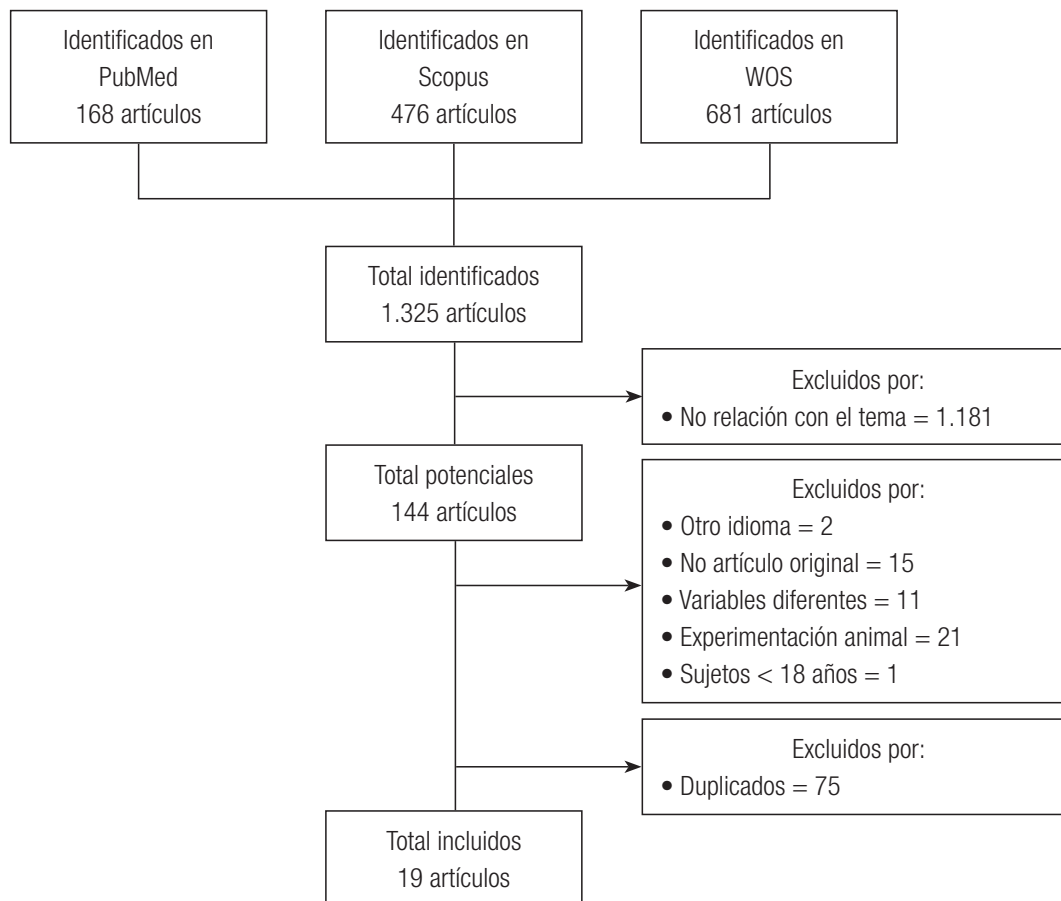 Identificados en
PubMed
168 artículos
Identificados en
Scopus
476 artículos
Identificados en
WOS
681 artículos
Total identificados
1.325 artículos
Excluidos por:
• No relación con el tema = 1.181
Total potenciales
144 artículos
Excluidos por:
• Otro idioma = 2
• No artículo original = 15
• Variables diferentes = 11
• Experimentación animal = 21
• Sujetos < 18 años = 1
Excluidos por:
• Duplicados = 75
Total incluidos
19 artículos